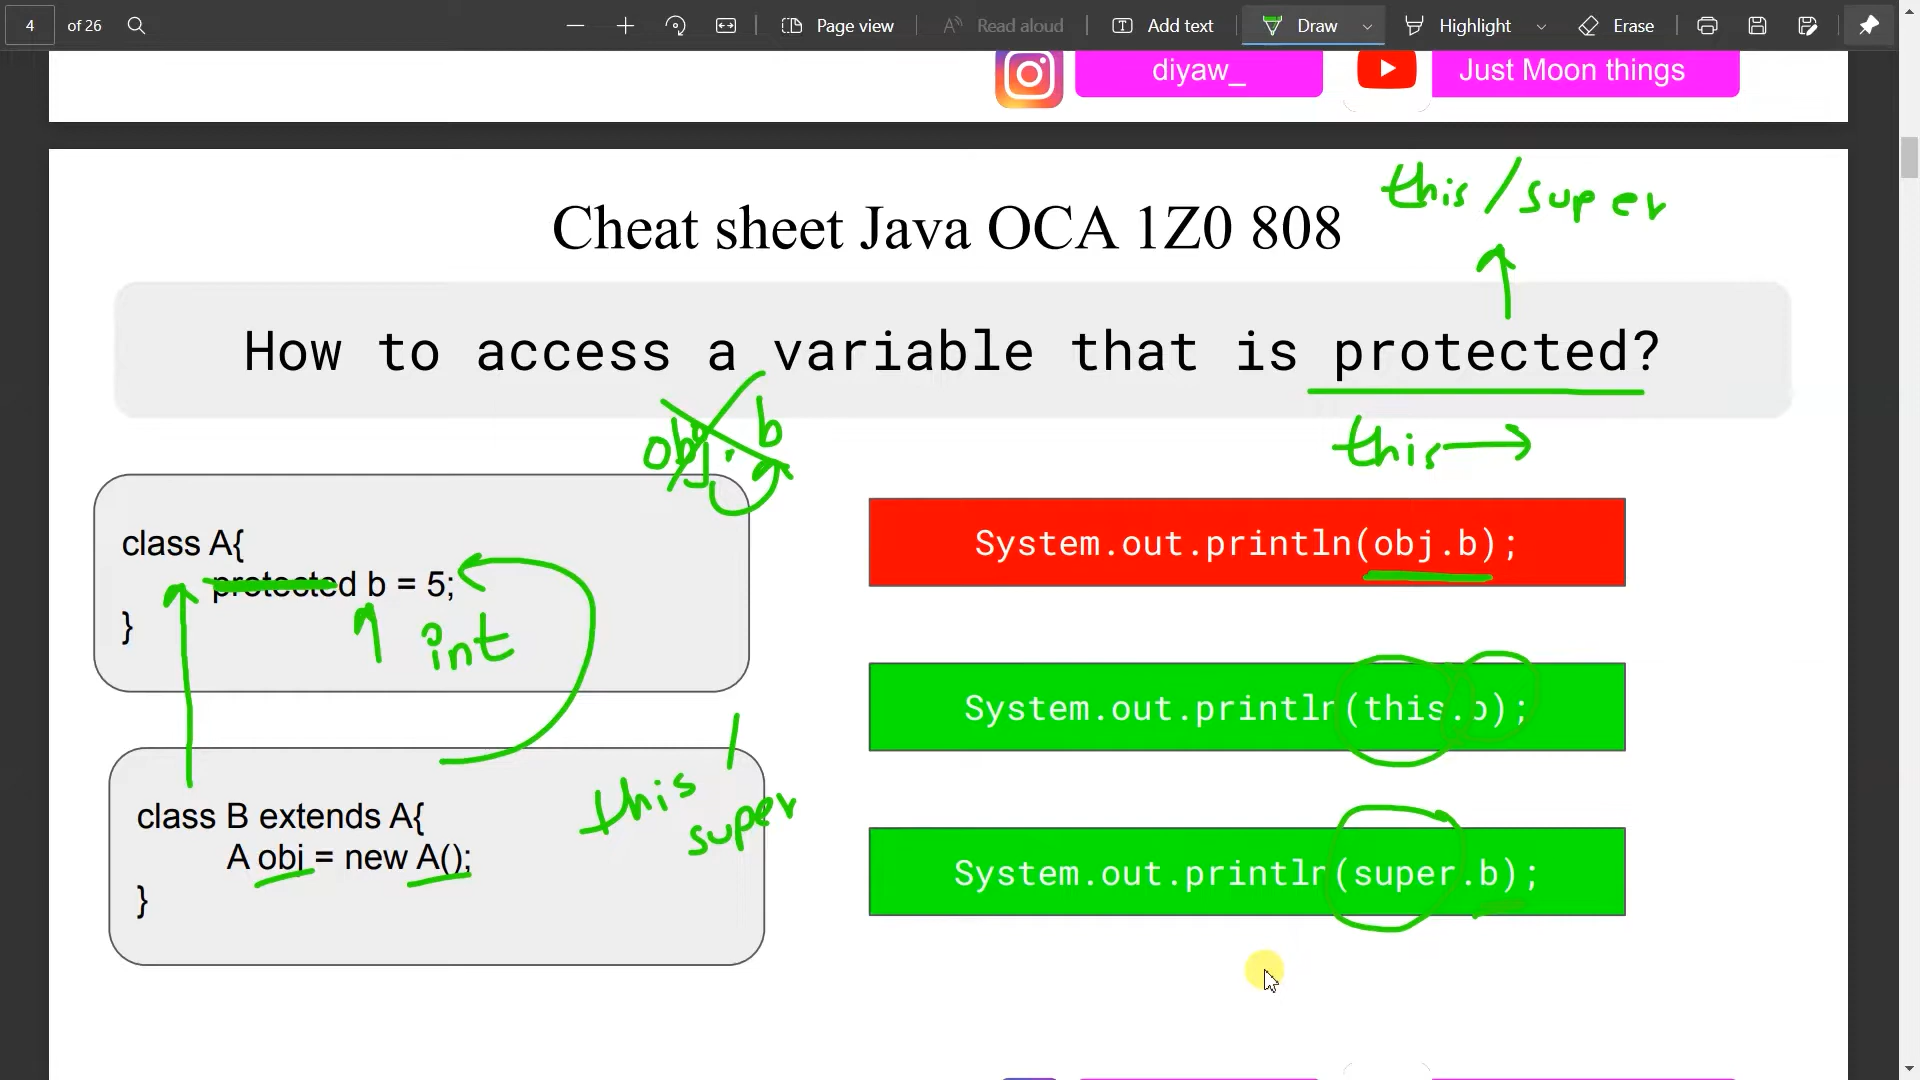 4 of 26 Page view Read aloud Add text Draw Highlight Erase
diyaw_ Just Moon things
this/super
Cheat sheet Java OCA 1Z0 808
How to access a variable that is protected?
obj.b
this
class A{
protected b = 5;
int
}
System.out.println(obj.b);
System.out.println(this.b);
class B extends A{
A obj = new A();
}
this
super
System.out.println(super.b);